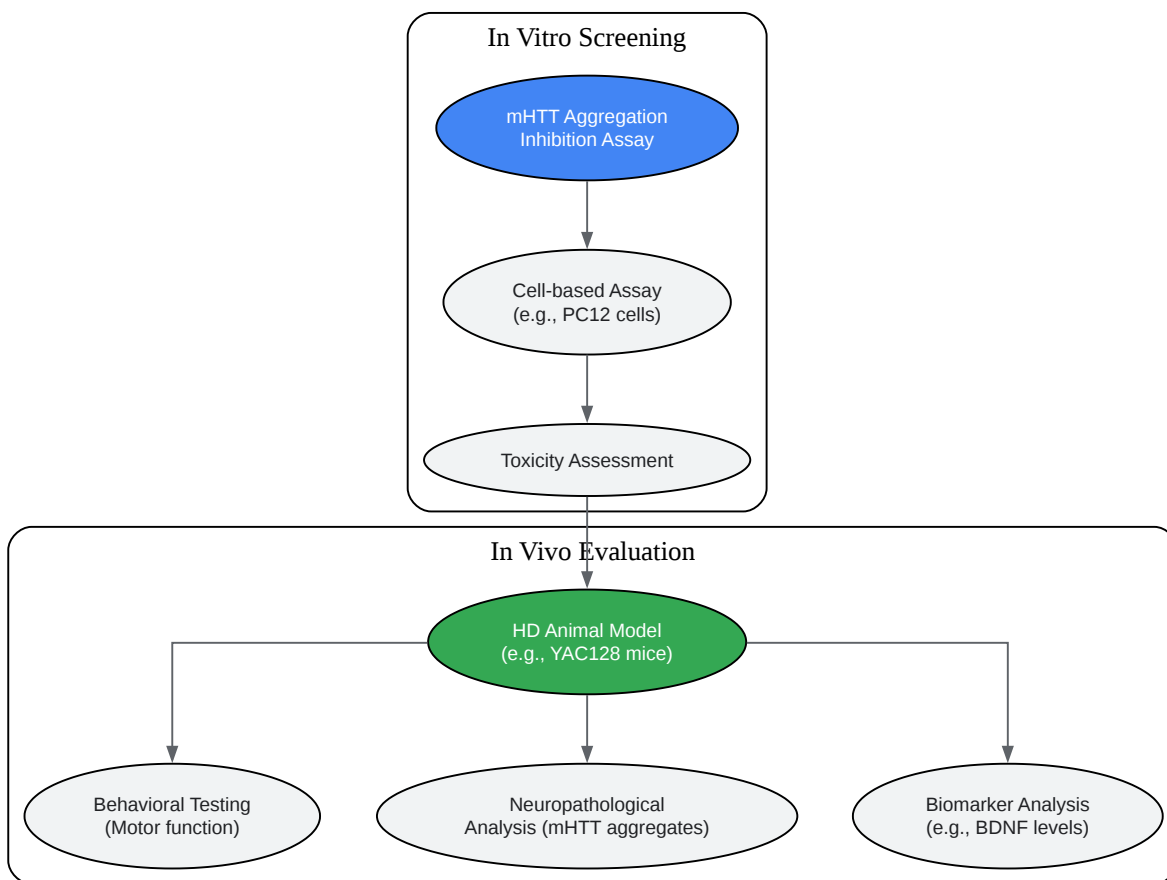 In Vitro Screening
mHTT Aggregation
Inhibition Assay
Cell-based Assay
(e.g., PC12 cells)
Toxicity Assessment
In Vivo Evaluation
HD Animal Model
(e.g., YAC128 mice)
Behavioral Testing
(Motor function)
Neuropathological
Analysis (mHTT aggregates)
Biomarker Analysis
(e.g., BDNF levels)